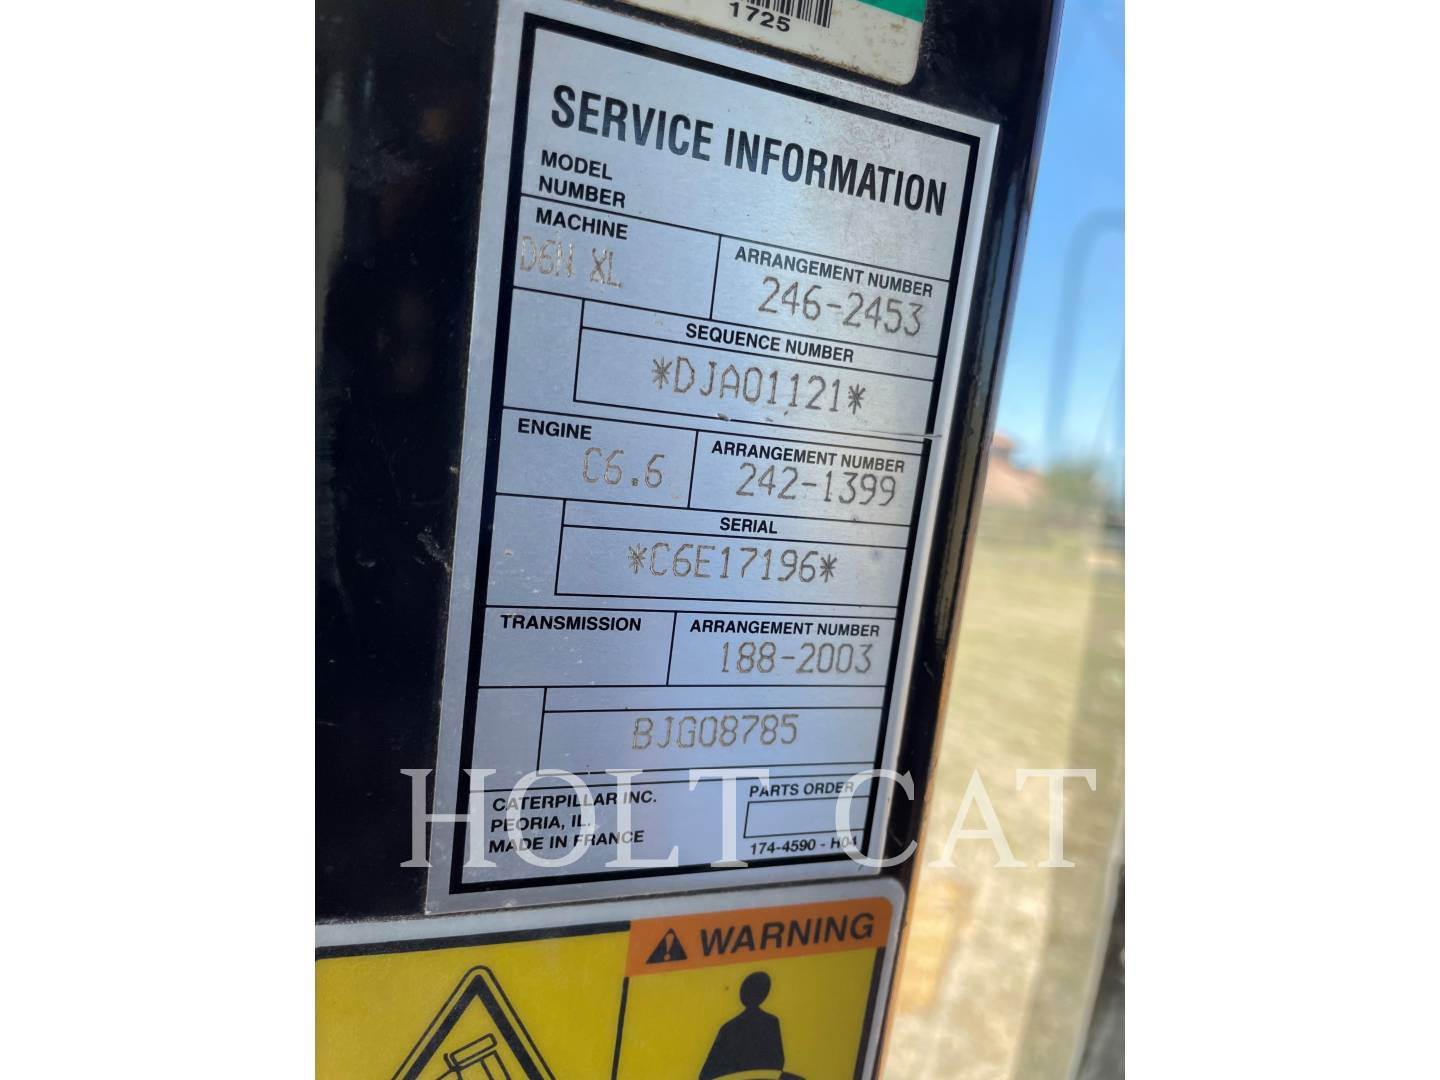 1725
SERVICE INFORMATION
MODEL
NUMBER
MACHINE
D6N XL
ARRANGEMENT NUMBER
246-2453
SEQUENCE NUMBER
*DJA01121*
ENGINE
C6.6
ARRANGEMENT NUMBER
242-1399
SERIAL
*C6E17196*
TRANSMISSION
ARRANGEMENT NUMBER
188-2003
BJG08785
CATERPILLAR INC.
PEORIA, IL.
MADE IN FRANCE
PARTS ORDER
174-4590 - H04
HOLT CAT
WARNING